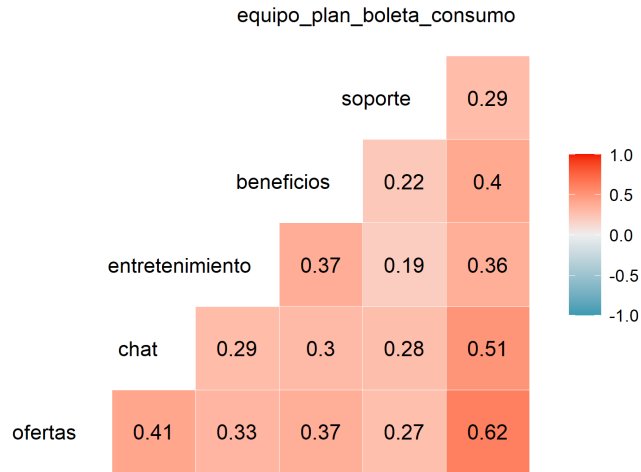 equipo_plan_boleta_consumo
soporte 0.29
beneficios 0.22 0.4
entretenimiento 0.37 0.19 0.36
chat 0.29 0.3 0.28 0.51
ofertas 0.41 0.33 0.37 0.27 0.62
1.0
0.5
0.0
-0.5
-1.0